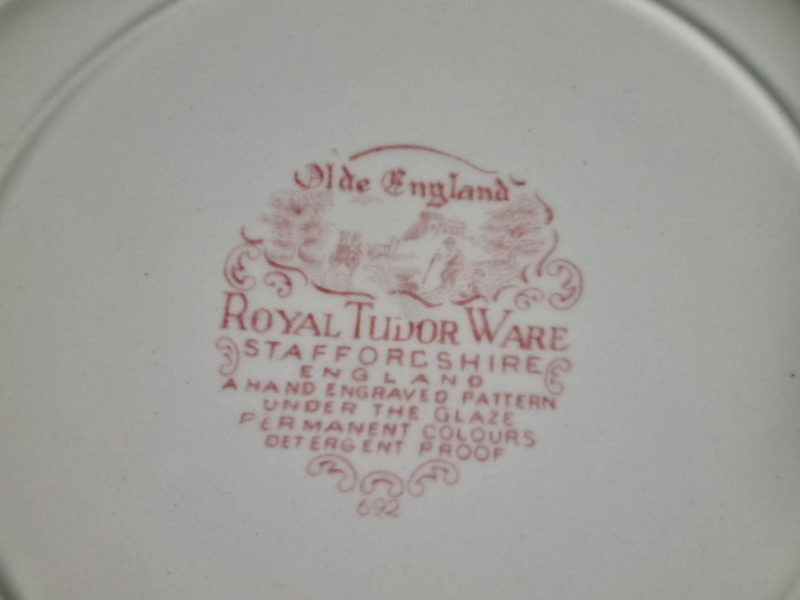 Olde England
ROYAL TUDOR WARE
STAFFORDSHIRE
ENGLAND
A HAND ENGRAVED PATTERN
UNDER THE GLAZE
PERMANENT COLOURS
DETERGENT PROOF
692